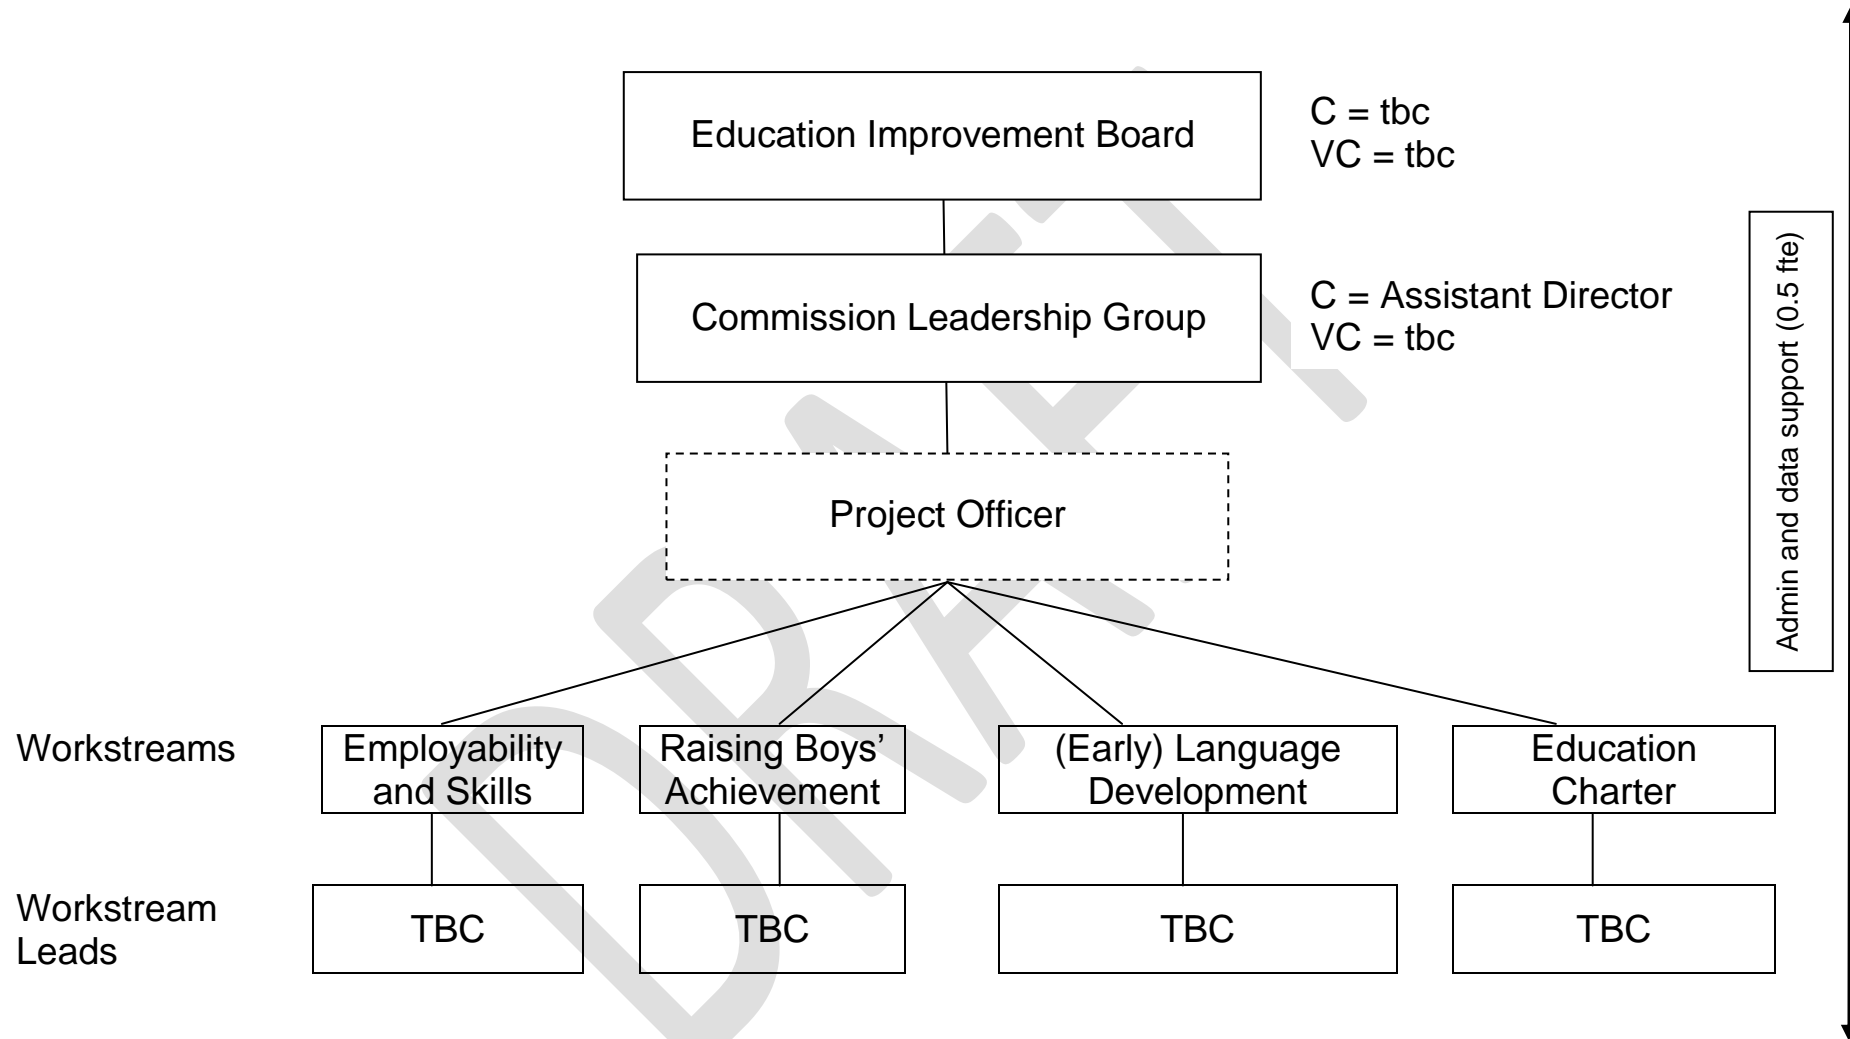 Education Improvement Board
C = tbc
VC = tbc
Commission Leadership Group
C = Assistant Director
VC = tbc
Admin and data support (0.5 fte)
Project Officer
Workstreams
Employability
and Skills
Raising Boys’
Achievement
(Early) Language
Development
Education
Charter
Workstream
Leads
TBC
TBC
TBC
TBC
DRAFT